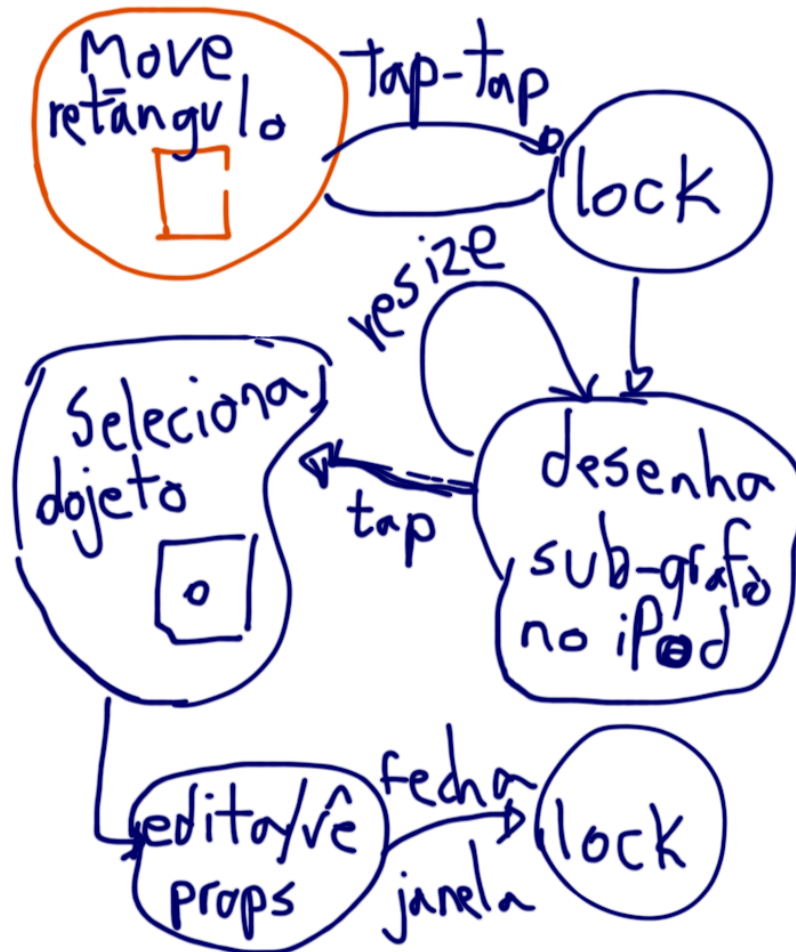 Move
retângulo
tap-tap
lock
resize
desenha
sub-grafo
no iPod
tap
Seleciona
dojeto
edita/vê
props
fecha
janela
lock